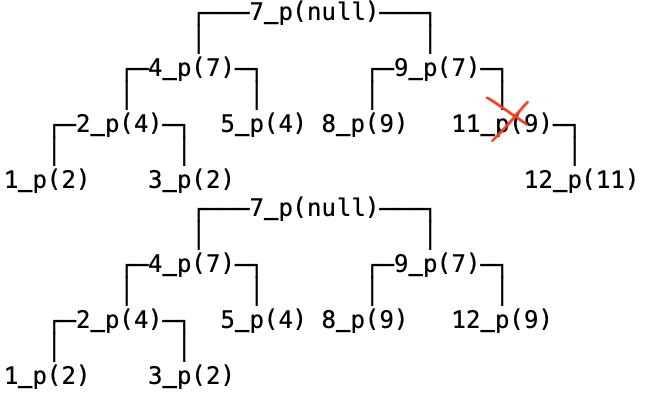 7_p(null)
4_p(7) 9_p(7)
2_p(4) 5_p(4) 8_p(9) 11_p(9)
1_p(2) 3_p(2) 12_p(11)
7_p(null)
4_p(7) 9_p(7)
2_p(4) 5_p(4) 8_p(9) 12_p(9)
1_p(2) 3_p(2)